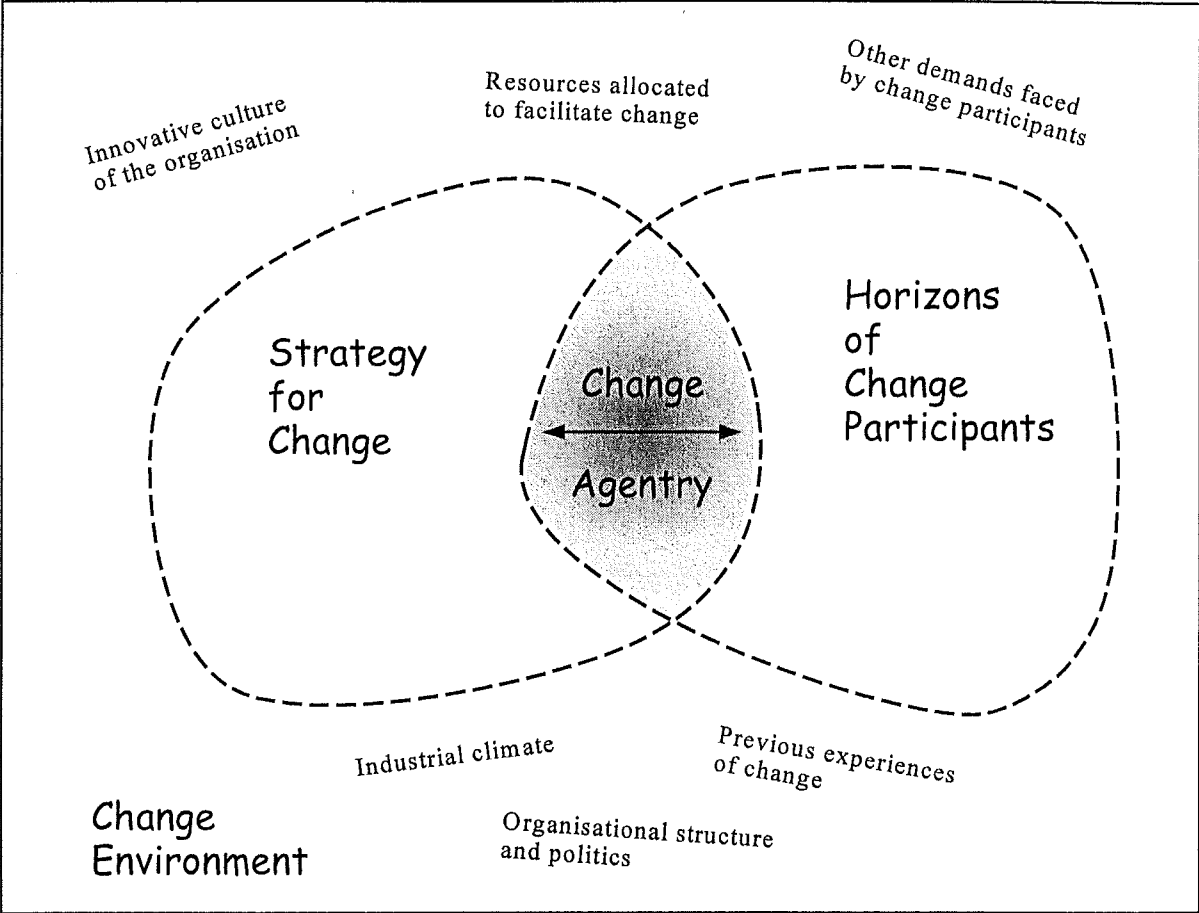 Innovative culture
of the organisation
Resources allocated
to facilitate change
Other demands faced
by change participants
Strategy
for
Change
Change
Agentry
Horizons
of
Change
Participants
Industrial climate
Previous experiences
of change
Organisational structure
and politics
Change
Environment